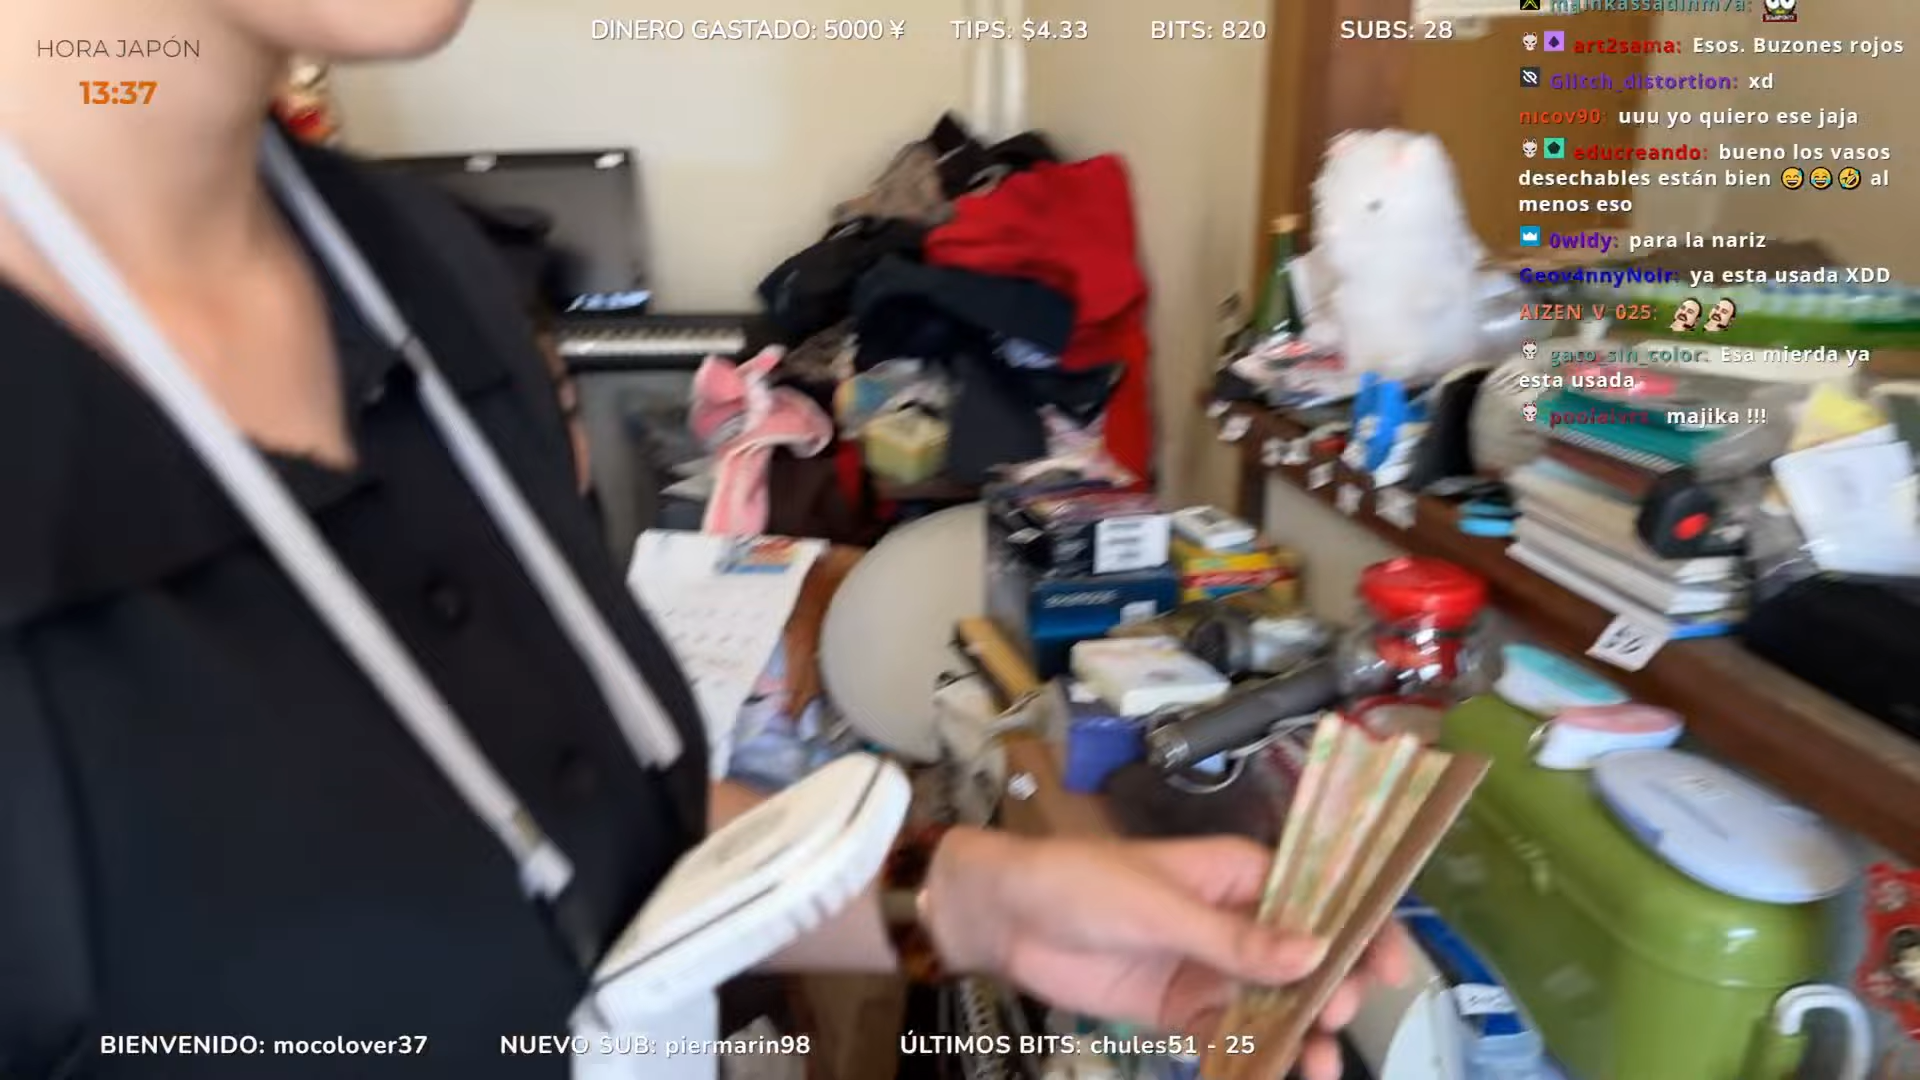 HORA JAPÓN
13:37
DINERO GASTADO: 5000 ¥
TIPS: $4.33
BITS: 820
SUBS: 28
art2sama: Esos. Buzones rojos
Glitch_distortion: xd
nicov90: uuu yo quiero ese jaja
educreando: bueno los vasos
desechables están bien 😅😂🤣 al
menos eso
0widy: para la nariz
Geov4nnyNoir: ya esta usada XDD
AIZEN_V_025:
gato_sin_color: Esa mierda ya
esta usada
majika !!!
BIENVENIDO: mocolover37
NUEVO SUB: piermarin98
ÚLTIMOS BITS: chules51 - 25